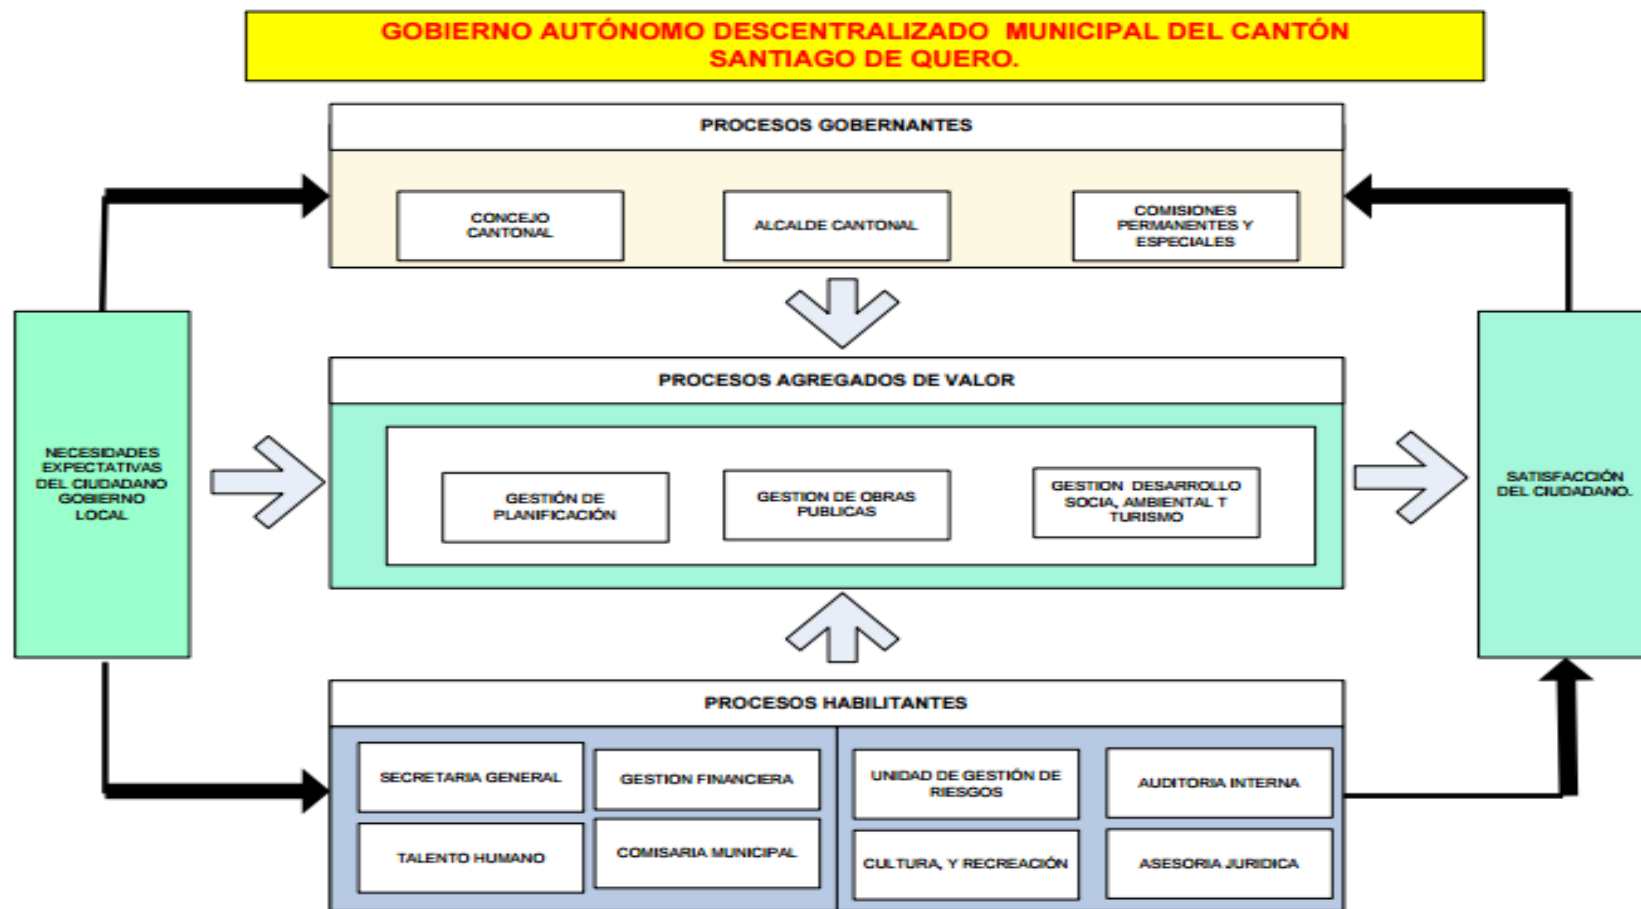 GOBIERNO AUTÓNOMO DESCENTRALIZADO MUNICIPAL DEL CANTÓN
SANTIAGO DE QUERO.
PROCESOS GOBERNANTES
CONCEJO
CANTONAL
ALCALDE CANTONAL
COMISIONES
PERMANENTES Y
ESPECIALES
PROCESOS AGREGADOS DE VALOR
NECESIDADES
EXPECTATIVAS
DEL CIUDADANO
GOBIERNO
LOCAL
GESTIÓN DE
PLANIFICACIÓN
GESTION DE OBRAS
PUBLICAS
GESTION DESARROLLO
SOCIA, AMBIENTAL T
TURISMO
SATISFACCIÓN
DEL CIUDADANO.
PROCESOS HABILITANTES
SECRETARIA GENERAL
GESTION FINANCIERA
UNIDAD DE GESTIÓN DE
RIESGOS
AUDITORIA INTERNA
TALENTO HUMANO
COMISARIA MUNICIPAL
CULTURA, Y RECREACIÓN
ASESORIA JURIDICA